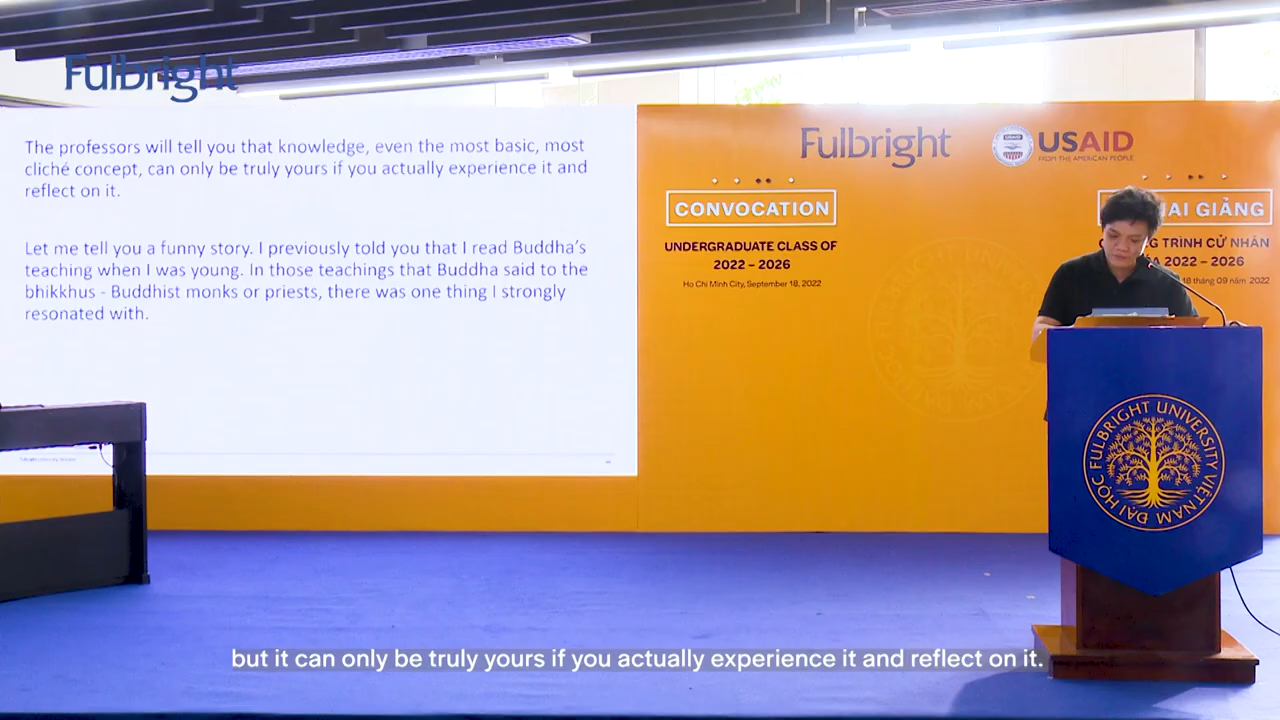 Fulbright
The professors will tell you that knowledge, even the most basic, most
cliché concept, can only be truly yours if you actually experience it and
reflect on it.
Let me tell you a funny story. I previously told you that I read Buddha's
teaching when I was young. In those teachings that Buddha said to the
bhikkhus - Buddhist monks or priests, there was one thing I strongly
resonated with.
Fulbright
USAID
FROM THE AMERICAN PEOPLE
CONVOCATION
UNDERGRADUATE CLASS OF
2022 – 2026
Ho Chi Minh City, September 18, 2022
GIẢNG
TRÌNH CỬ NHÂN
2022 – 2026
18 tháng 09 năm 2022
FULBRIGHT UNIVERSITY VIETNAM
ĐẠI HỌC FULBRIGHT VIỆT NAM
but it can only be truly yours if you actually experience it and reflect on it.